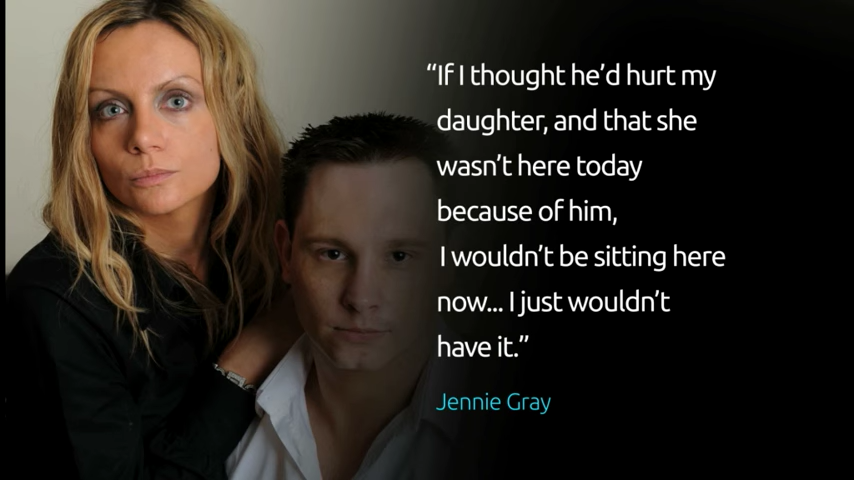 “If I thought he’d hurt my
daughter, and that she
wasn’t here today
because of him,
I wouldn’t be sitting here
now... I just wouldn’t
have it.”
Jennie Gray